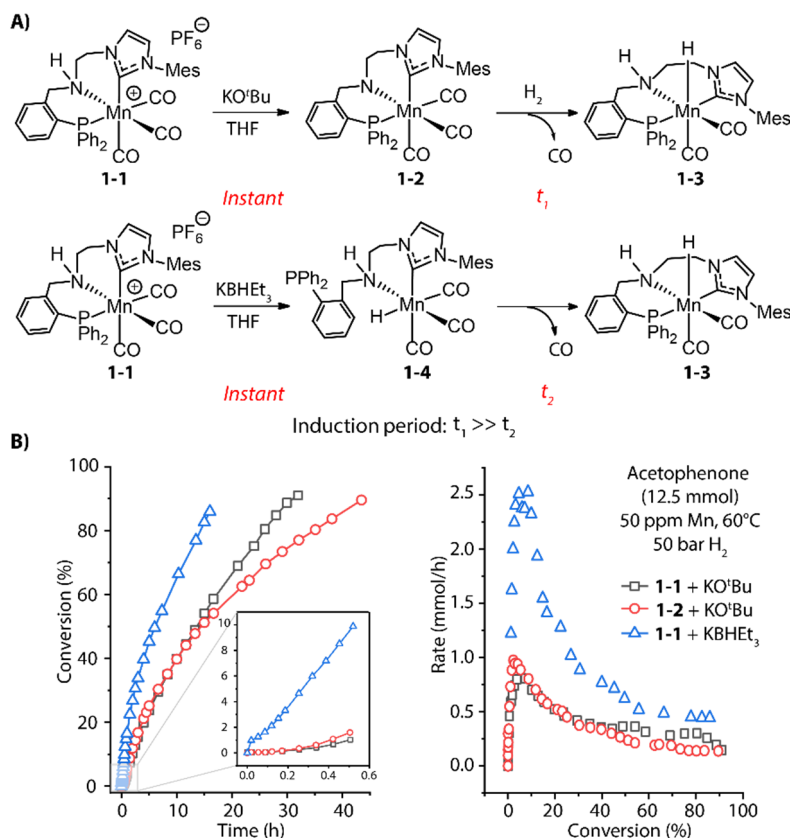 A)
PF6⊖
H N N N Mes Mn⊕ CO CO CO P Ph2
1-1
KOtBu
THF
Instant
N N N Mes Mn CO CO CO P Ph2
1-2
H2
CO
t1
H N H N N Mes Mn CO CO P Ph2
1-3
PF6⊖
H N N N Mes Mn⊕ CO CO CO P Ph2
1-1
KBHEt3
THF
Instant
PPh2 H N N N Mes H Mn CO CO CO
1-4
CO
t2
H N H N N Mes Mn CO CO P Ph2
1-3
Induction period: t1 >> t2
B)
Conversion (%)
100
80
60
40
20
0
10
8
6
4
2
0
0.0 0.2 0.4 0.6
0 10 20 30 40
Time (h)
Rate (mmol/h)
2.5
2.0
1.5
1.0
0.5
0.0
Acetophenone
(12.5 mmol)
50 ppm Mn, 60°C
50 bar H2
1-1 + KOtBu
1-2 + KOtBu
1-1 + KBHEt3
0 20 40 60 80 100
Conversion (%)